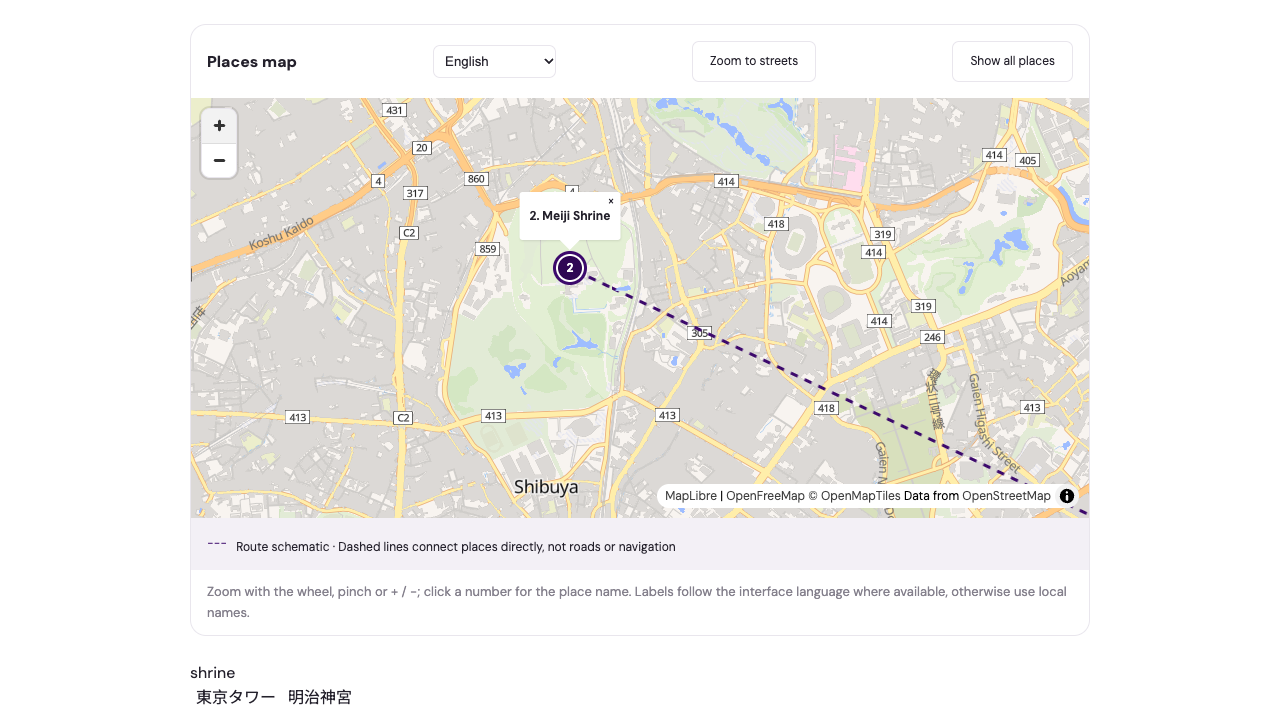 Places map
English
Zoom to streets
Show all places
+
−
431
20
4
860
317
C2
Koshu Kaido
859
4
414
414
405
418
319
414
Aoyam
× 
2. Meiji Shrine
2
305
319
414
246
413
C2
413
413
418
413
Gaien Higashi Street
Shibuya
MapLibre | OpenFreeMap © OpenMapTiles Data from OpenStreetMap
--- Route schematic · Dashed lines connect places directly, not roads or navigation
Zoom with the wheel, pinch or + / −; click a number for the place name. Labels follow the interface language where available, otherwise use local
names.
shrine
東京タワー 明治神宮